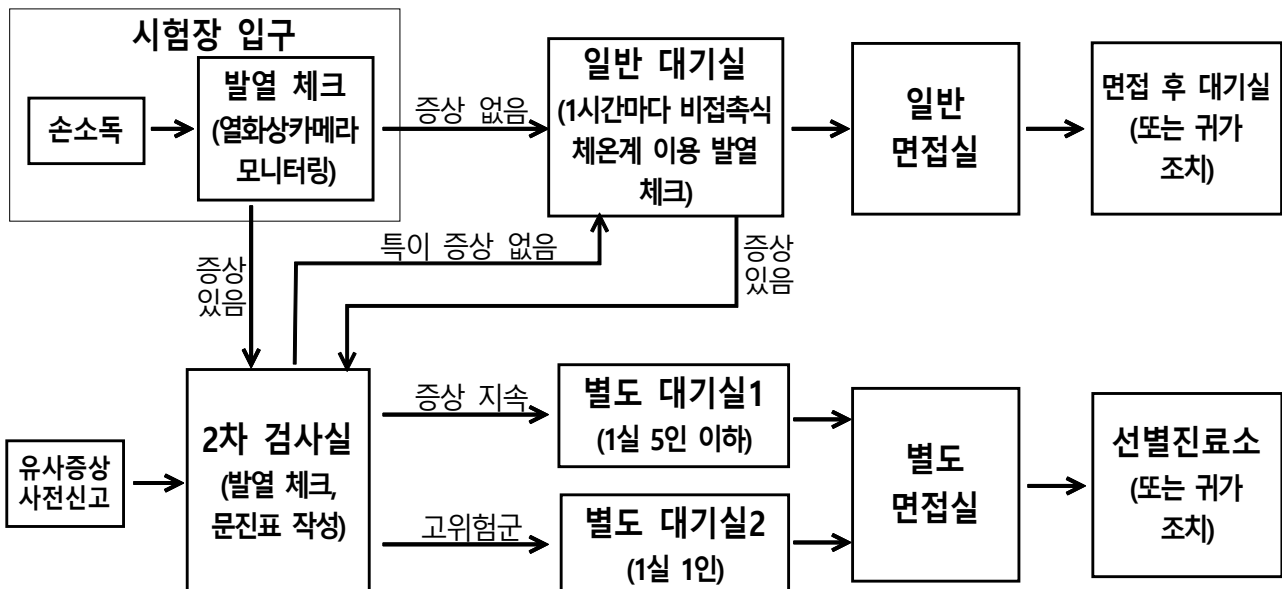 시험장 입구
손소독
발열 체크
(열화상카메라
모니터링)
증상 없음
일반 대기실
(1시간마다 비접촉식
체온계 이용 발열
체크)
일반
면접실
면접 후 대기실
(또는 귀가
조치)
증상
있음
특이 증상 없음
증상
있음
유사증상
사전신고
2차 검사실
(발열 체크,
문진표 작성)
증상 지속
별도 대기실1
(1실 5인 이하)
고위험군
별도 대기실2
(1실 1인)
별도
면접실
선별진료소
(또는 귀가
조치)